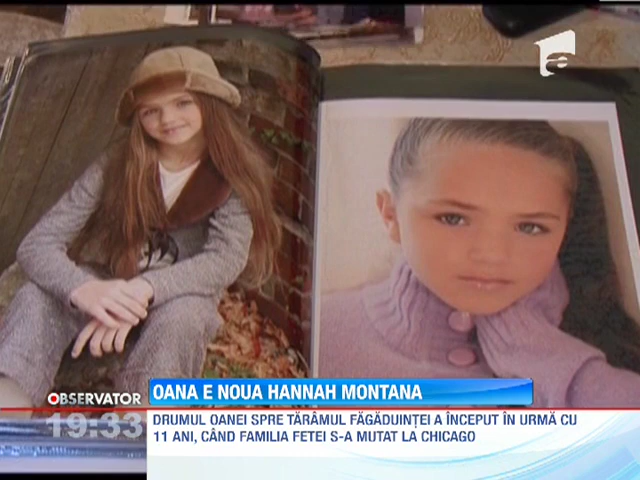 OANA E NOUA HANNAH MONTANA
OBSERVATOR
19:33
DRUMUL OANEI SPRE TĂRÂMUL FĂGĂDUINȚEI A ÎNCEPUT ÎN URMĂ CU
11 ANI, CÂND FAMILIA FETEI S-A MUTAT LA CHICAGO